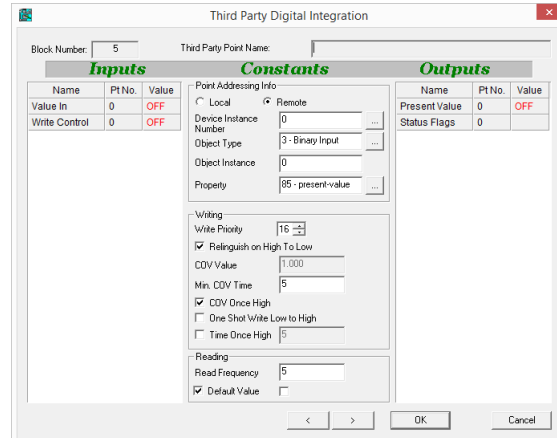 Third Party Digital Integration
Block Number: 5 Third Party Point Name:
Inputs Constants Outputs
Name Pt No. Value
Value In 0 OFF
Write Control 0 OFF
Point Addressing Info
Local Remote
Device Instance Number 0 ...
Object Type 3 - Binary Input ...
Object Instance 0
Property 85 - present-value ...
Writing
Write Priority 16
Relinguish on High To Low
COV Value 1.000
Min. COV Time 5
COV Once High
One Shot Write Low to High
Time Once High 5
Reading
Read Frequency 5
Default Value
Name Pt No. Value
Present Value 0 OFF
Status Flags 0
< > OK Cancel